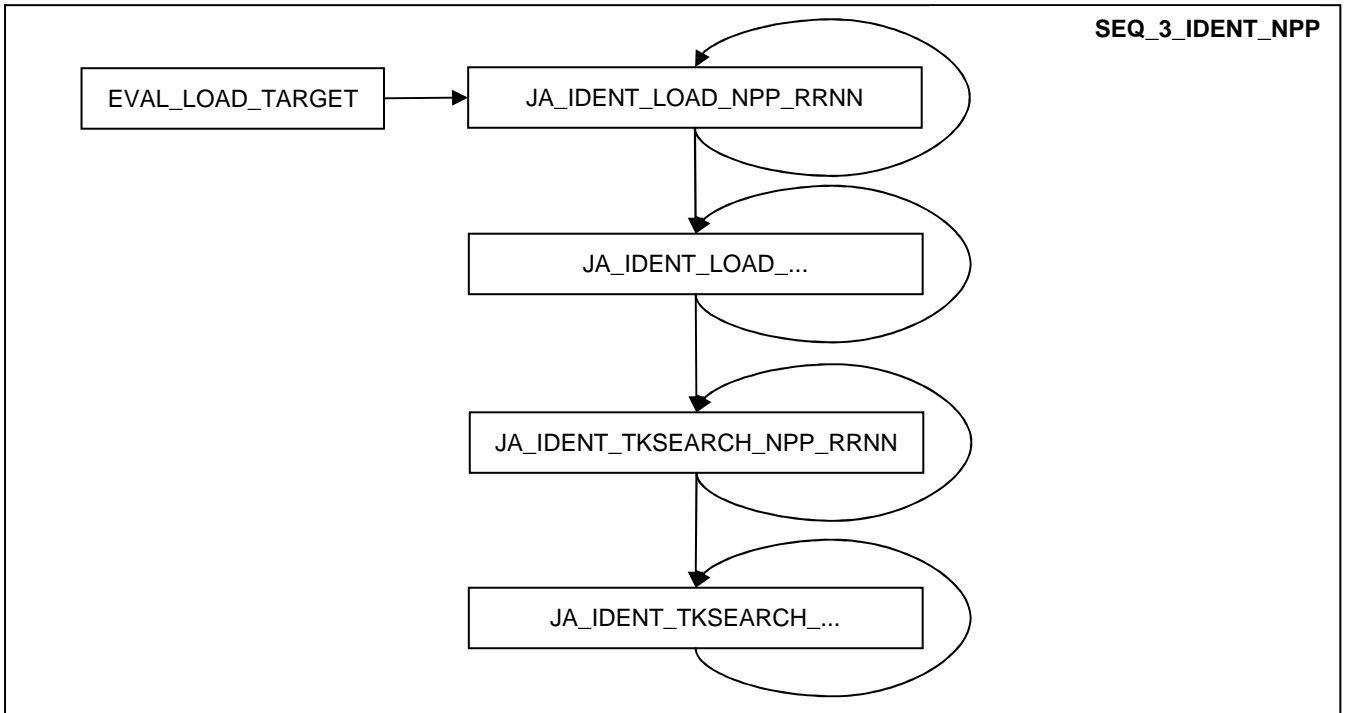 SEQ_3_IDENT_NPP
EVAL_LOAD_TARGET
JA_IDENT_LOAD_NPP_RRNN
JA_IDENT_LOAD_...
JA_IDENT_TKSEARCH_NPP_RRNN
JA_IDENT_TKSEARCH_...